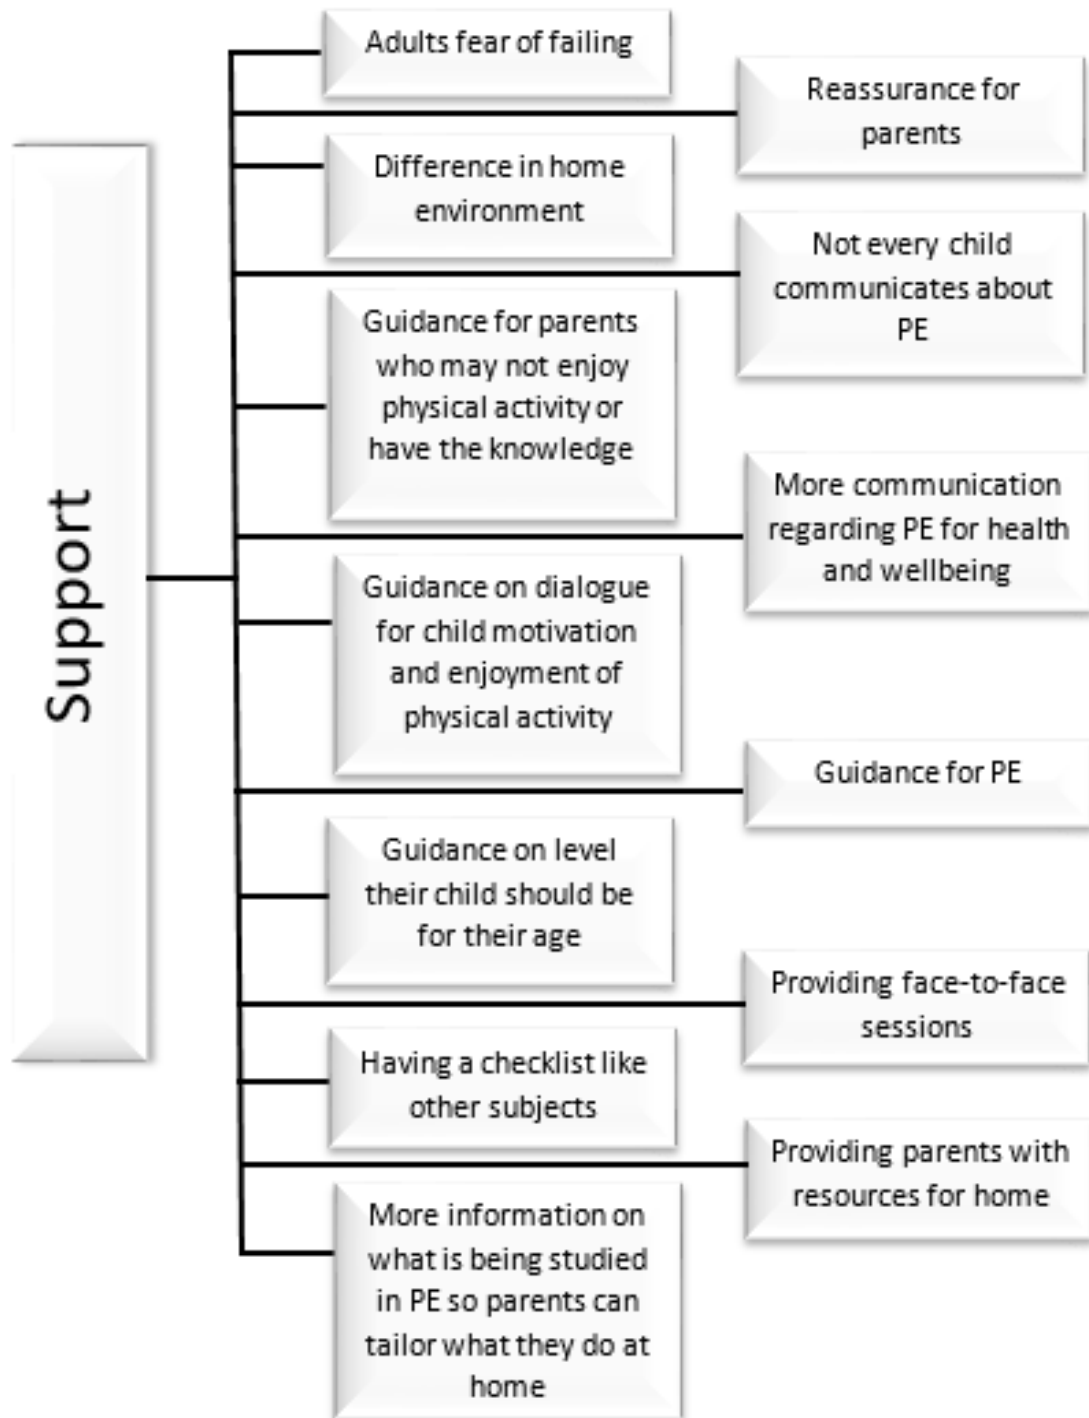 Support
Adults fear of failing
Reassurance for
parents
Difference in home
environment
Not every child
communicates about
PE
Guidance for parents
who may not enjoy
physical activity or
have the knowledge
More communication
regarding PE for health
and wellbeing
Guidance on dialogue
for child motivation
and enjoyment of
physical activity
Guidance for PE
Guidance on level
their child should be
for their age
Providing face-to-face
sessions
Having a checklist like
other subjects
Providing parents with
resources for home
More information on
what is being studied
in PE so parents can
tailor what they do at
home